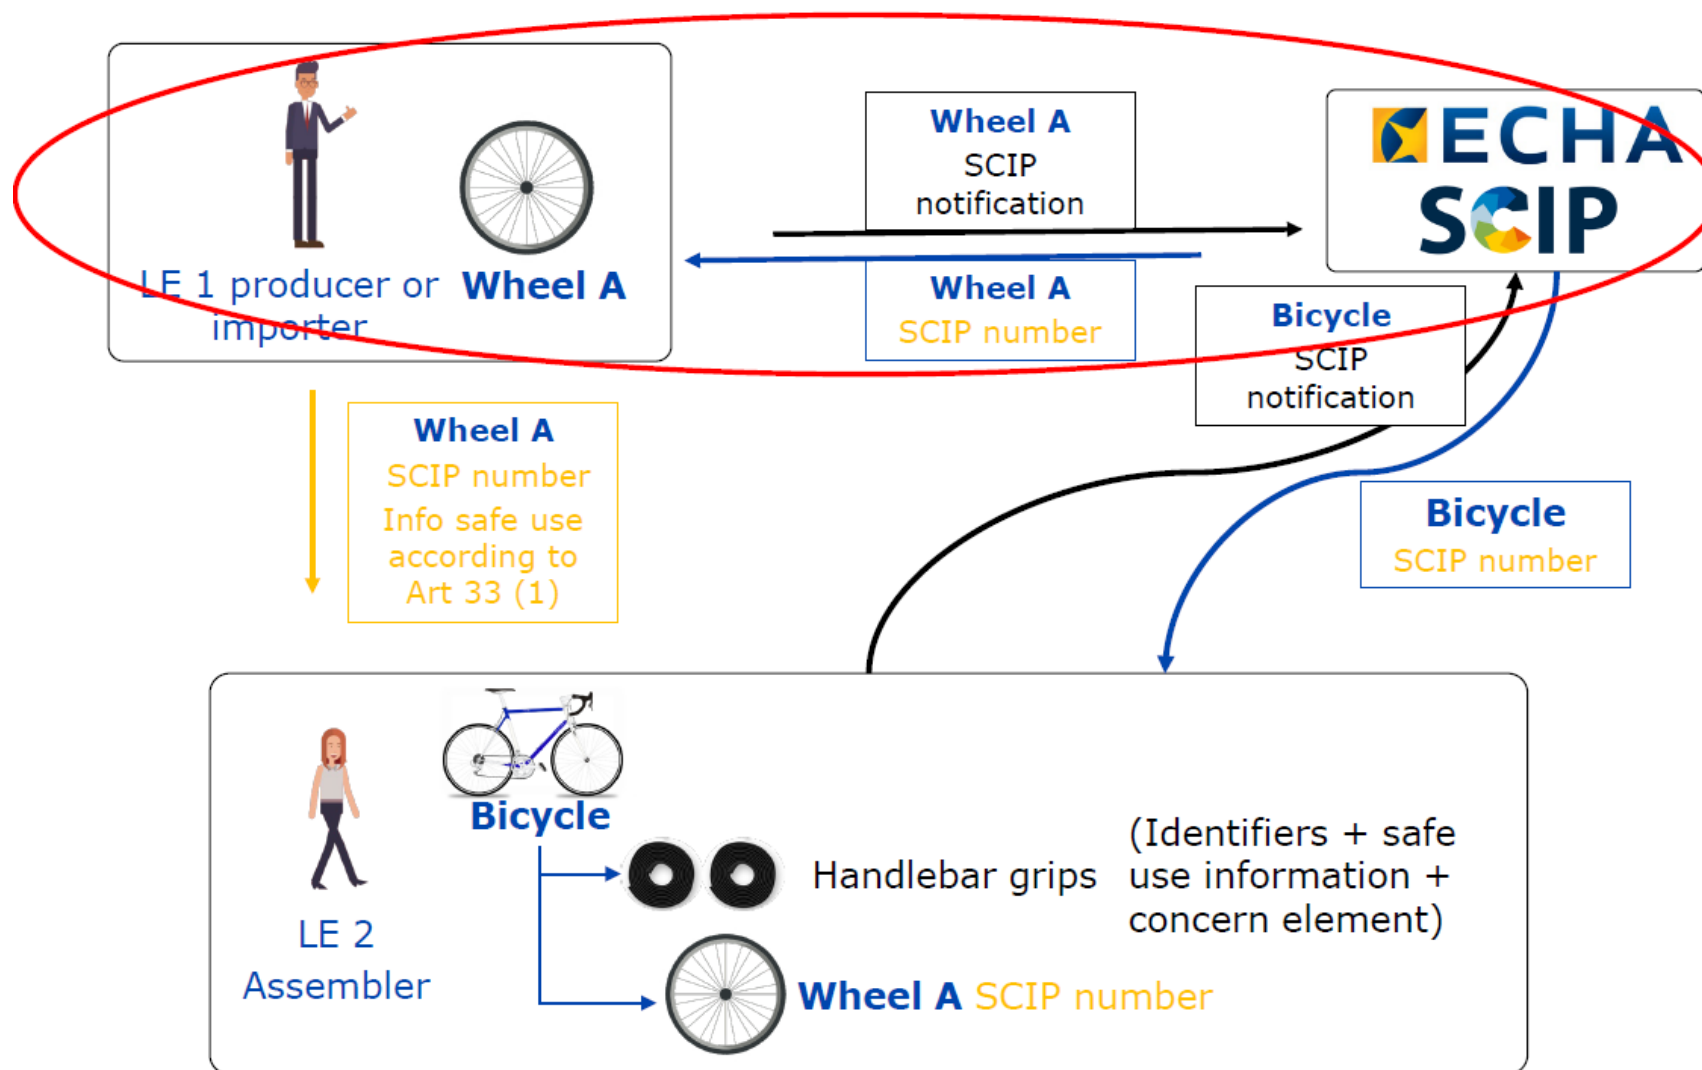 LE 1 producer or
importer
Wheel A
Wheel A
SCIP
notification
Wheel A
SCIP number
ECHA
SCIP
Bicycle
SCIP
notification
Wheel A
SCIP number
Info safe use
according to
Art 33 (1)
Bicycle
SCIP number
LE 2
Assembler
Bicycle
Handlebar grips
(Identifiers + safe
use information +
concern element)
Wheel A SCIP number